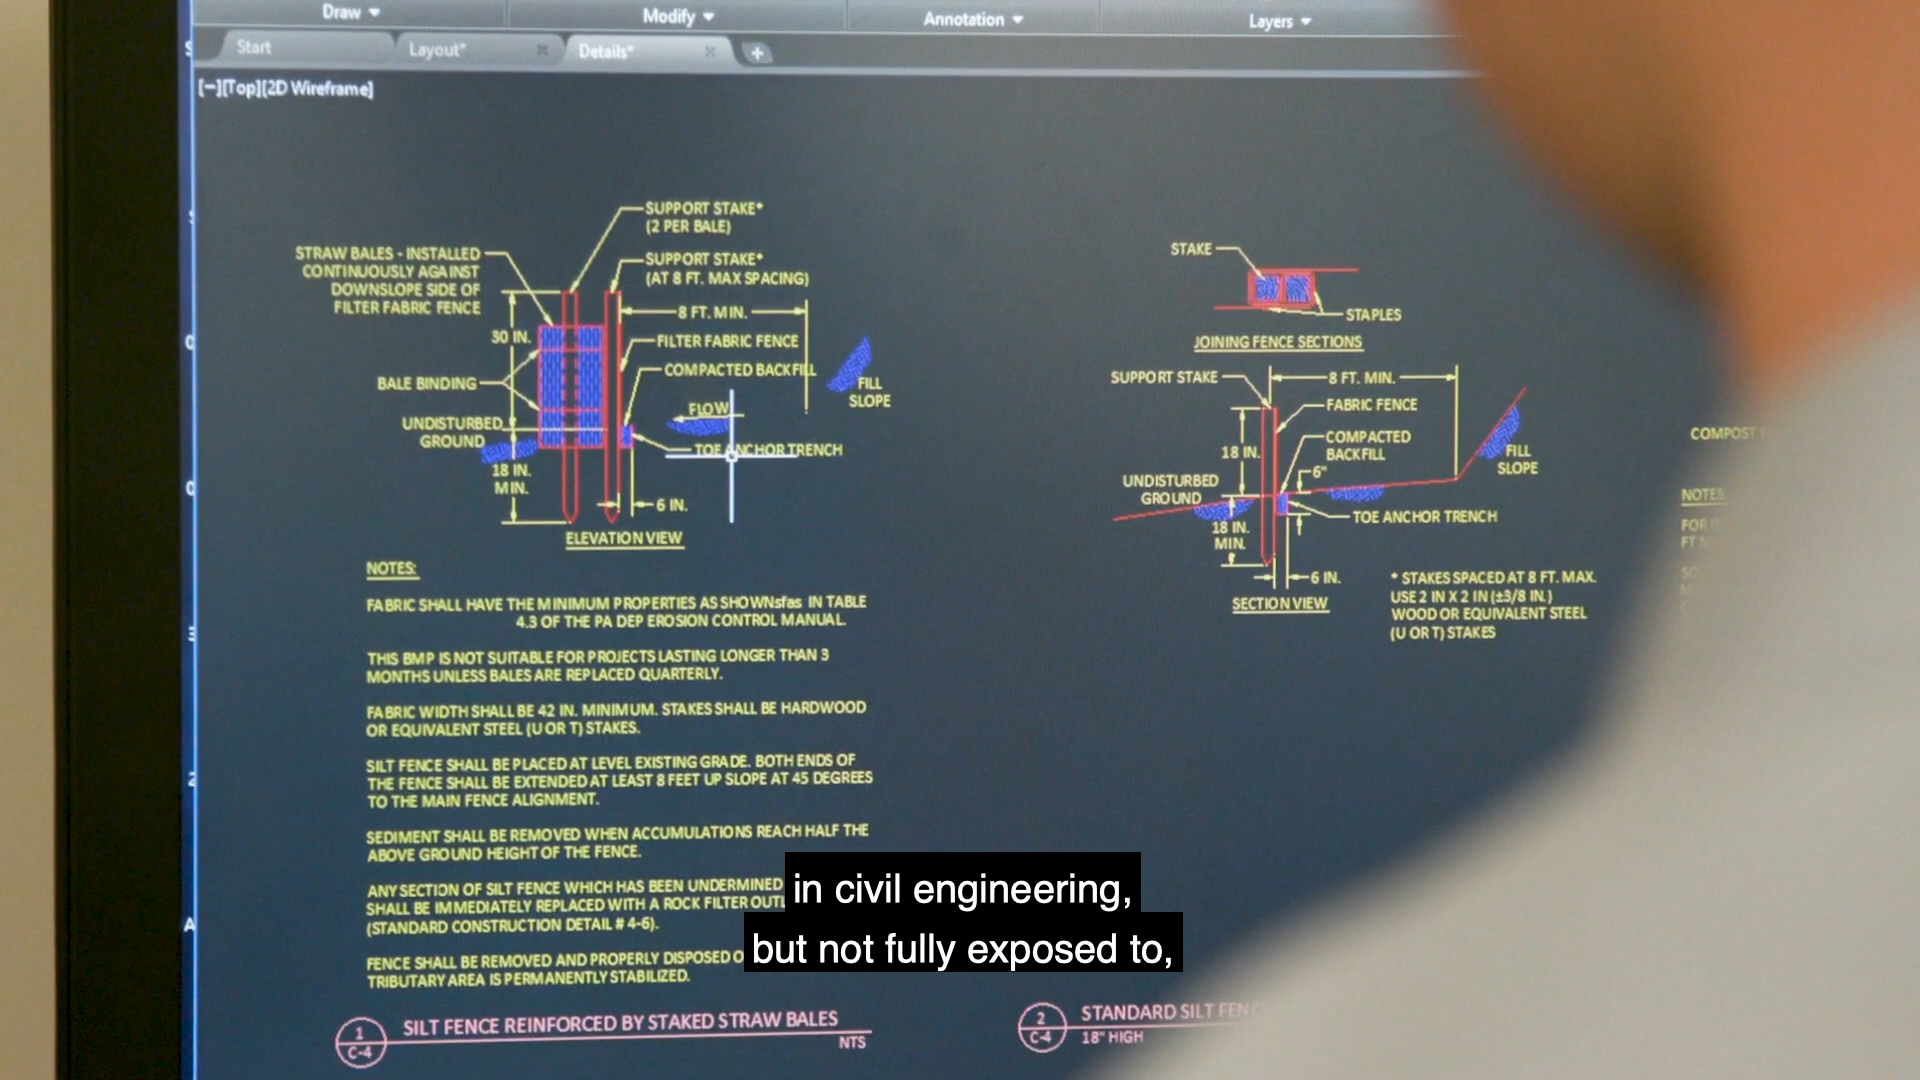 Draw
Modify
Annotation
Layers
Start
Layout*
Details*
[−][Top][2D Wireframe]
SUPPORT STAKE*
(2 PER BALE)
STRAW BALES - INSTALLED
CONTINUOUSLY AGAINST
DOWNSLOPE SIDE OF
FILTER FABRIC FENCE
SUPPORT STAKE*
(AT 8 FT. MAX SPACING)
8 FT. MIN.
30 IN.
FILTER FABRIC FENCE
COMPACTED BACKFILL
BALE BINDING
FILL
SLOPE
FLOW
UNDISTURBED
GROUND
TOE ANCHOR TRENCH
18 IN.
MIN.
6 IN.
ELEVATION VIEW
NOTES:
FABRIC SHALL HAVE THE MINIMUM PROPERTIES AS SHOWNsfas IN TABLE
4.3 OF THE PA DEP EROSION CONTROL MANUAL.
THIS BMP IS NOT SUITABLE FOR PROJECTS LASTING LONGER THAN 3
MONTHS UNLESS BALES ARE REPLACED QUARTERLY.
FABRIC WIDTH SHALL BE 42 IN. MINIMUM. STAKES SHALL BE HARDWOOD
OR EQUIVALENT STEEL (U OR T) STAKES.
SILT FENCE SHALL BE PLACED AT LEVEL EXISTING GRADE. BOTH ENDS OF
THE FENCE SHALL BE EXTENDED AT LEAST 8 FEET UP SLOPE AT 45 DEGREES
TO THE MAIN FENCE ALIGNMENT.
SEDIMENT SHALL BE REMOVED WHEN ACCUMULATIONS REACH HALF THE
ABOVE GROUND HEIGHT OF THE FENCE.
ANY SECTION OF SILT FENCE WHICH HAS BEEN UNDERMINED
SHALL BE IMMEDIATELY REPLACED WITH A ROCK FILTER
(STANDARD CONSTRUCTION DETAIL # 4-6).
FENCE SHALL BE REMOVED AND PROPERLY DISPOSED
TRIBUTARY AREA IS PERMANENTLY STABILIZED.
1
C-4
SILT FENCE REINFORCED BY STAKED STRAW BALES
NTS
STAKE
STAPLES
JOINING FENCE SECTIONS
SUPPORT STAKE
8 FT. MIN.
FABRIC FENCE
18 IN.
COMPACTED
BACKFILL
6"
FILL
SLOPE
UNDISTURBED
GROUND
TOE ANCHOR TRENCH
18 IN.
MIN.
6 IN.
SECTION VIEW
* STAKES SPACED AT 8 FT. MAX.
USE 2 IN X 2 IN (±3/8 IN.)
WOOD OR EQUIVALENT STEEL
(U OR T) STAKES
2
C-4
STANDARD SILT
18" HIGH
COMPOST
NOTES
in civil engineering,
but not fully exposed to,